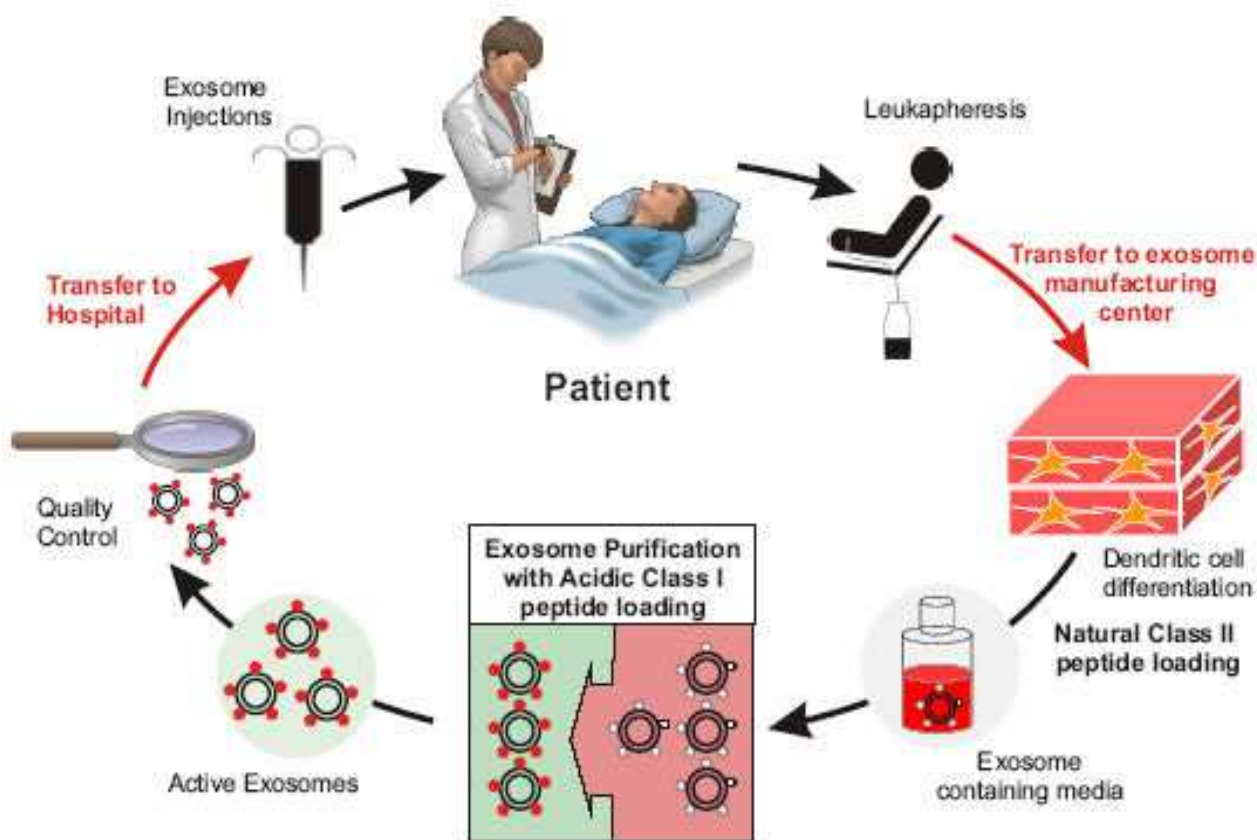 Exosome
Injections
Leukapheresis
Transfer to
Hospital
Transfer to exosome
manufacturing
center
Patient
Quality
Control
Exosome Purification
with Acidic Class I
peptide loading
Dendritic cell
differentiation
Natural Class II
peptide loading
Active Exosomes
Exosome
containing media